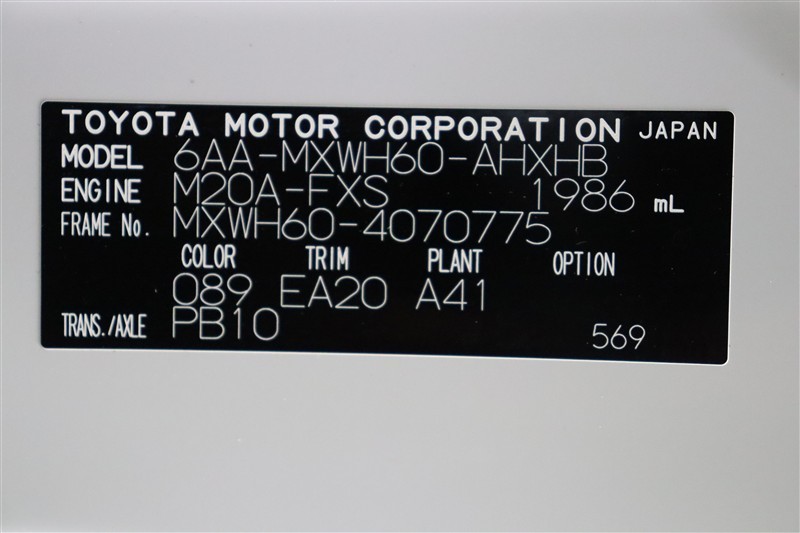 TOYOTA MOTOR CORPORATION JAPAN
MODEL 6AA-MXWH60-AHXHB
ENGINE M20A-FXS 1986 mL
FRAME No. MXWH60-4070775
COLOR TRIM PLANT OPTION
089 EA20 A41
TRANS./AXLE PB10 569